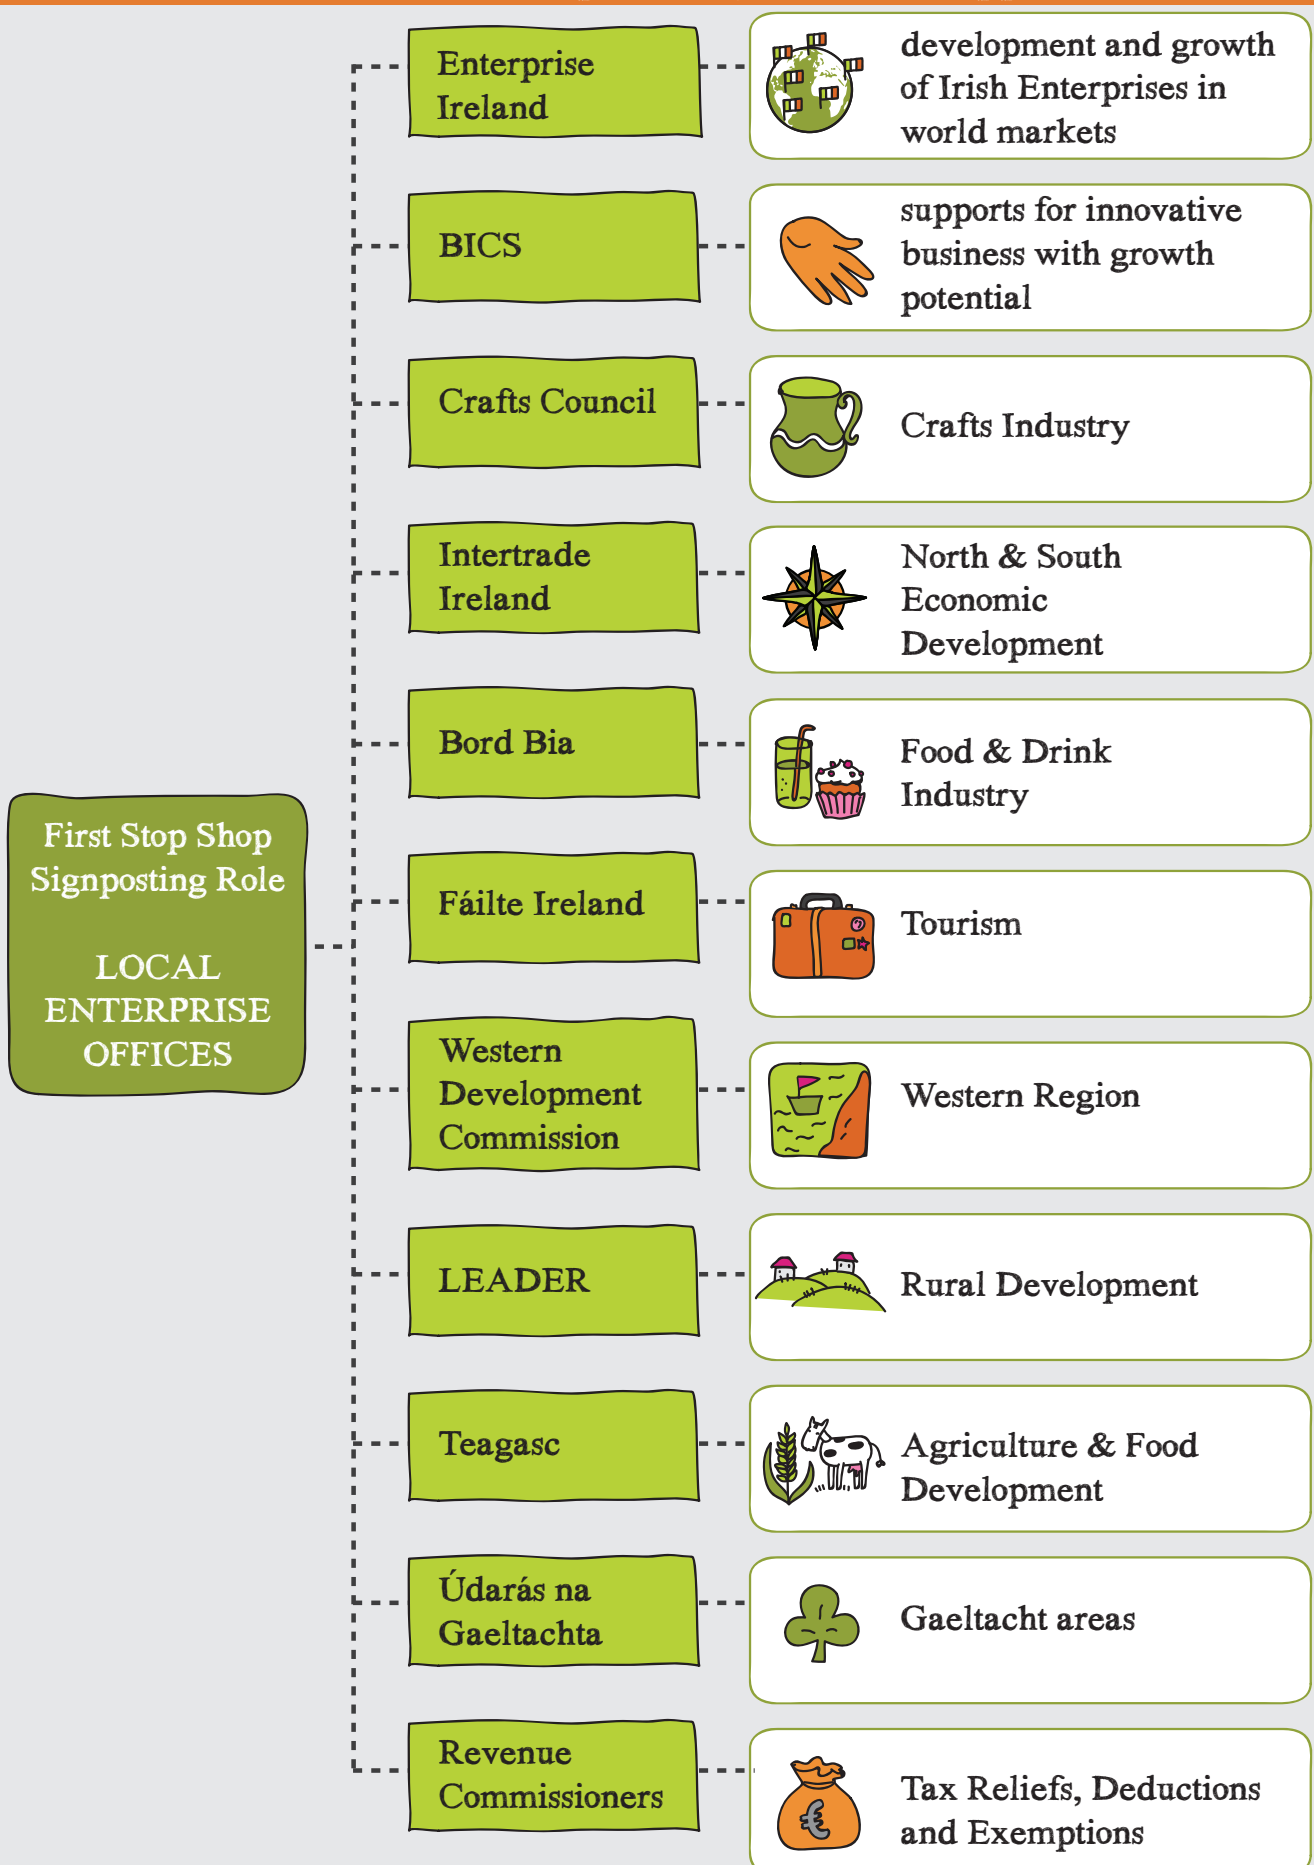 First Stop Shop
Signposting Role
LOCAL
ENTERPRISE
OFFICES
Enterprise
Ireland
development and growth
of Irish Enterprises in
world markets
BICS
supports for innovative
business with growth
potential
Crafts Council
Crafts Industry
Intertrade
Ireland
North & South
Economic
Development
Bord Bia
Food & Drink
Industry
Fáilte Ireland
Tourism
Western
Development
Commission
Western Region
LEADER
Rural Development
Teagasc
Agriculture & Food
Development
Údarás na
Gaeltachta
Gaeltacht areas
Revenue
Commissioners
€
Tax Reliefs, Deductions
and Exemptions